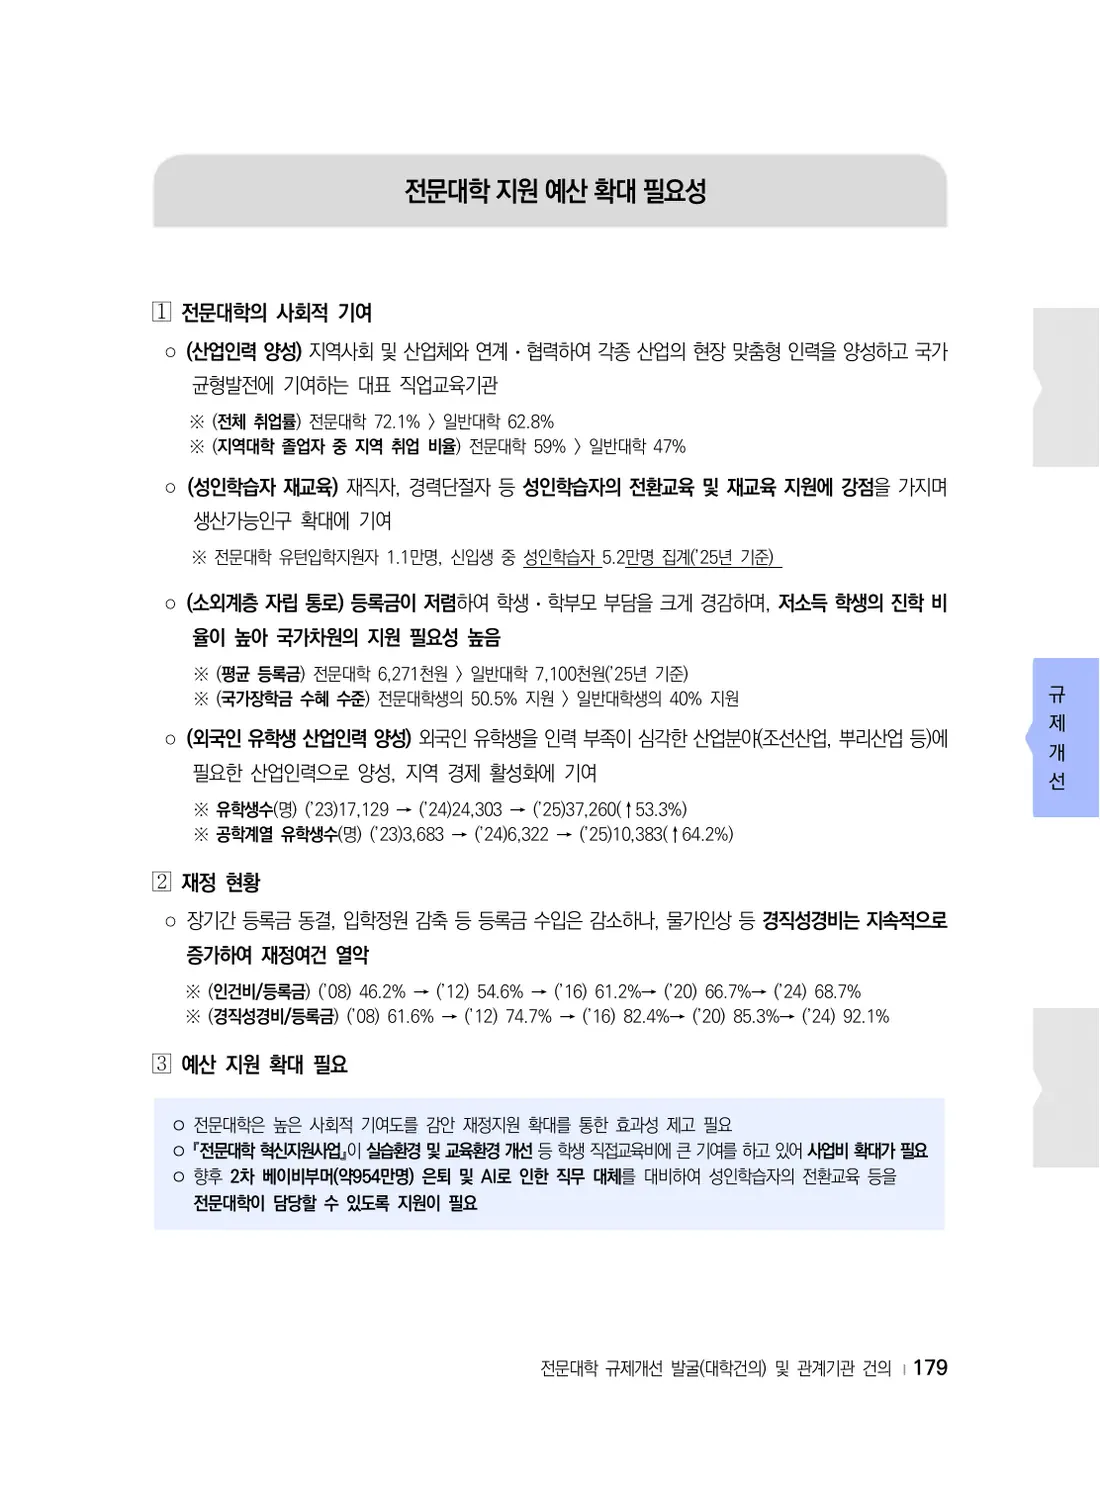 전문대학 지원 예산 확대 필요성
1 전문대학의 사회적 기여
○ (산업인력 양성) 지역사회 및 산업체와 연계・협력하여 각종 산업의 현장 맞춤형 인력을 양성하고 국가
균형발전에 기여하는 대표 직업교육기관
※ (전체 취업률) 전문대학 72.1% > 일반대학 62.8%
※ (지역대학 졸업자 중 지역 취업 비율) 전문대학 59% > 일반대학 47%
○ (성인학습자 재교육) 재직자, 경력단절자 등 성인학습자의 전환교육 및 재교육 지원에 강점을 가지며
생산가능인구 확대에 기여
※ 전문대학 유턴입학지원자 1.1만명, 신입생 중 성인학습자 5.2만명 집계('25년 기준)
○ (소외계층 자립 통로) 등록금이 저렴하여 학생・학부모 부담을 크게 경감하며, 저소득 학생의 진학 비
율이 높아 국가차원의 지원 필요성 높음
※ (평균 등록금) 전문대학 6,271천원 > 일반대학 7,100천원('25년 기준)
※ (국가장학금 수혜 수준) 전문대학생의 50.5% 지원 > 일반대학생의 40% 지원
○ (외국인 유학생 산업인력 양성) 외국인 유학생을 인력 부족이 심각한 산업분야(조선산업, 뿌리산업 등)에
필요한 산업인력으로 양성, 지역 경제 활성화에 기여
※ 유학생수(명) ('23)17,129 → ('24)24,303 → ('25)37,260(↑53.3%)
※ 공학계열 유학생수(명) ('23)3,683 → ('24)6,322 → ('25)10,383(↑64.2%)
2 재정 현황
○ 장기간 등록금 동결, 입학정원 감축 등 등록금 수입은 감소하나, 물가인상 등 경직성경비는 지속적으로
증가하여 재정여건 열악
※ (인건비/등록금) ('08) 46.2% → ('12) 54.6% → ('16) 61.2%→ ('20) 66.7%→ ('24) 68.7%
※ (경직성경비/등록금) ('08) 61.6% → ('12) 74.7% → ('16) 82.4%→ ('20) 85.3%→ ('24) 92.1%
3 예산 지원 확대 필요
○ 전문대학은 높은 사회적 기여도를 감안 재정지원 확대를 통한 효과성 제고 필요
○ 『전문대학 혁신지원사업』이 실습환경 및 교육환경 개선 등 학생 직접교육비에 큰 기여를 하고 있어 사업비 확대가 필요
○ 향후 2차 베이비부머(약954만명) 은퇴 및 AI로 인한 직무 대체를 대비하여 성인학습자의 전환교육 등을
전문대학이 담당할 수 있도록 지원이 필요
규
제
개
선
전문대학 규제개선 발굴(대학건의) 및 관계기관 건의 | 179